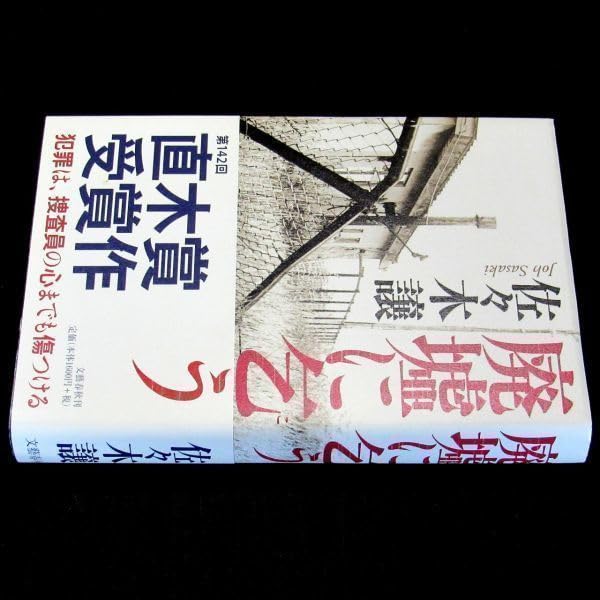 廃墟に乞う
佐々木譲
Joh Sasaki
第142回
直木賞
受賞作
犯罪は、捜査員の心までも傷つける
文藝春秋刊
定価(本体1600円+税)
廃墟に乞う
佐々木譲
文藝